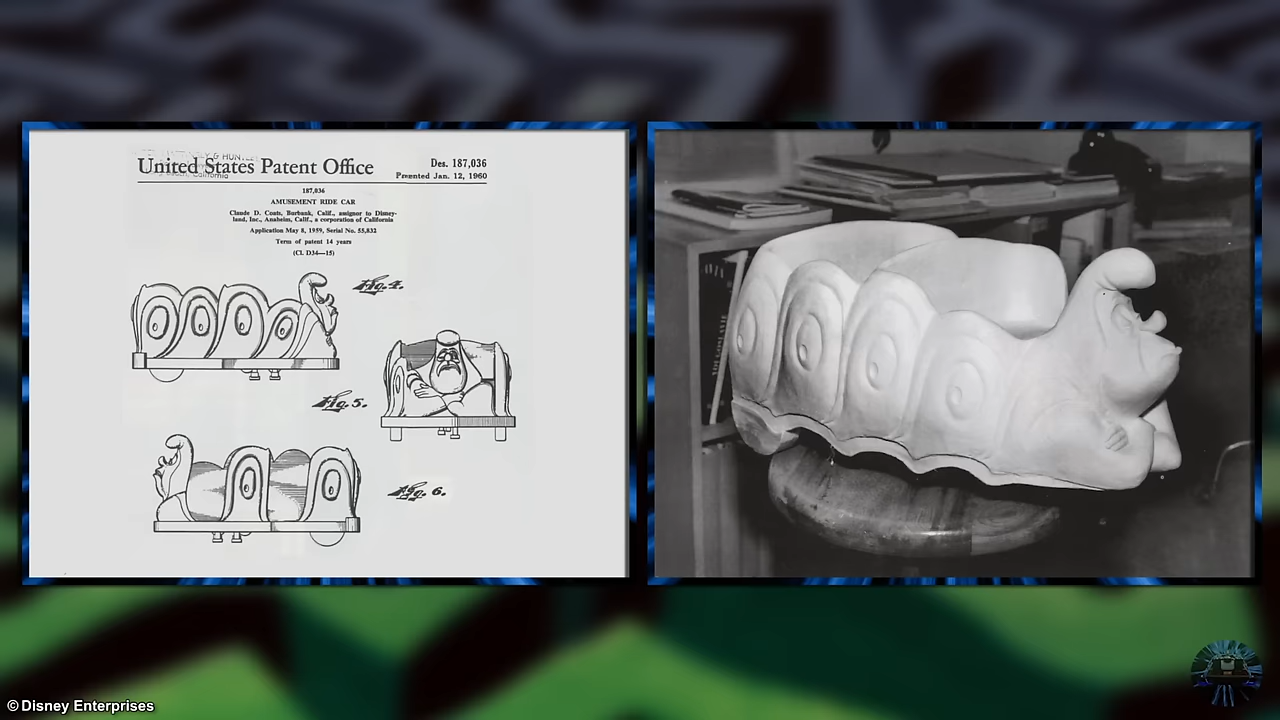 United States Patent Office
Des. 187,036
Patented Jan. 12, 1960
187,036
AMUSEMENT RIDE CAR
Claude D. Coats, Burbank, Calif., assignor to Disney-
land, Inc., Anaheim, Calif., a corporation of California
Application May 8, 1959, Serial No. 55,832
Term of patent 14 years
(Cl. D34—15)
Fig. 4.
Fig. 5.
Fig. 6.
© Disney Enterprises